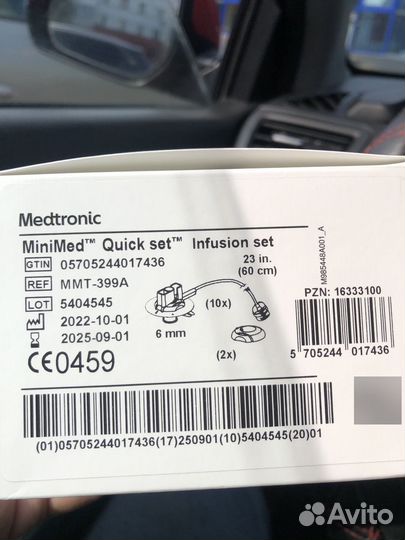 Medtronic
MiniMed™ Quick set™ Infusion set
GTIN 05705244017436
REF MMT-399A
LOT 5404545
2022-10-01
2025-09-01
CE0459
23 in.
(60 cm)
(10x)
6 mm
(2x)
M985448A001_A
PZN: 16333100
5 705244 017436
(01)05705244017436(17)250901(10)5404545(20)01
Avito